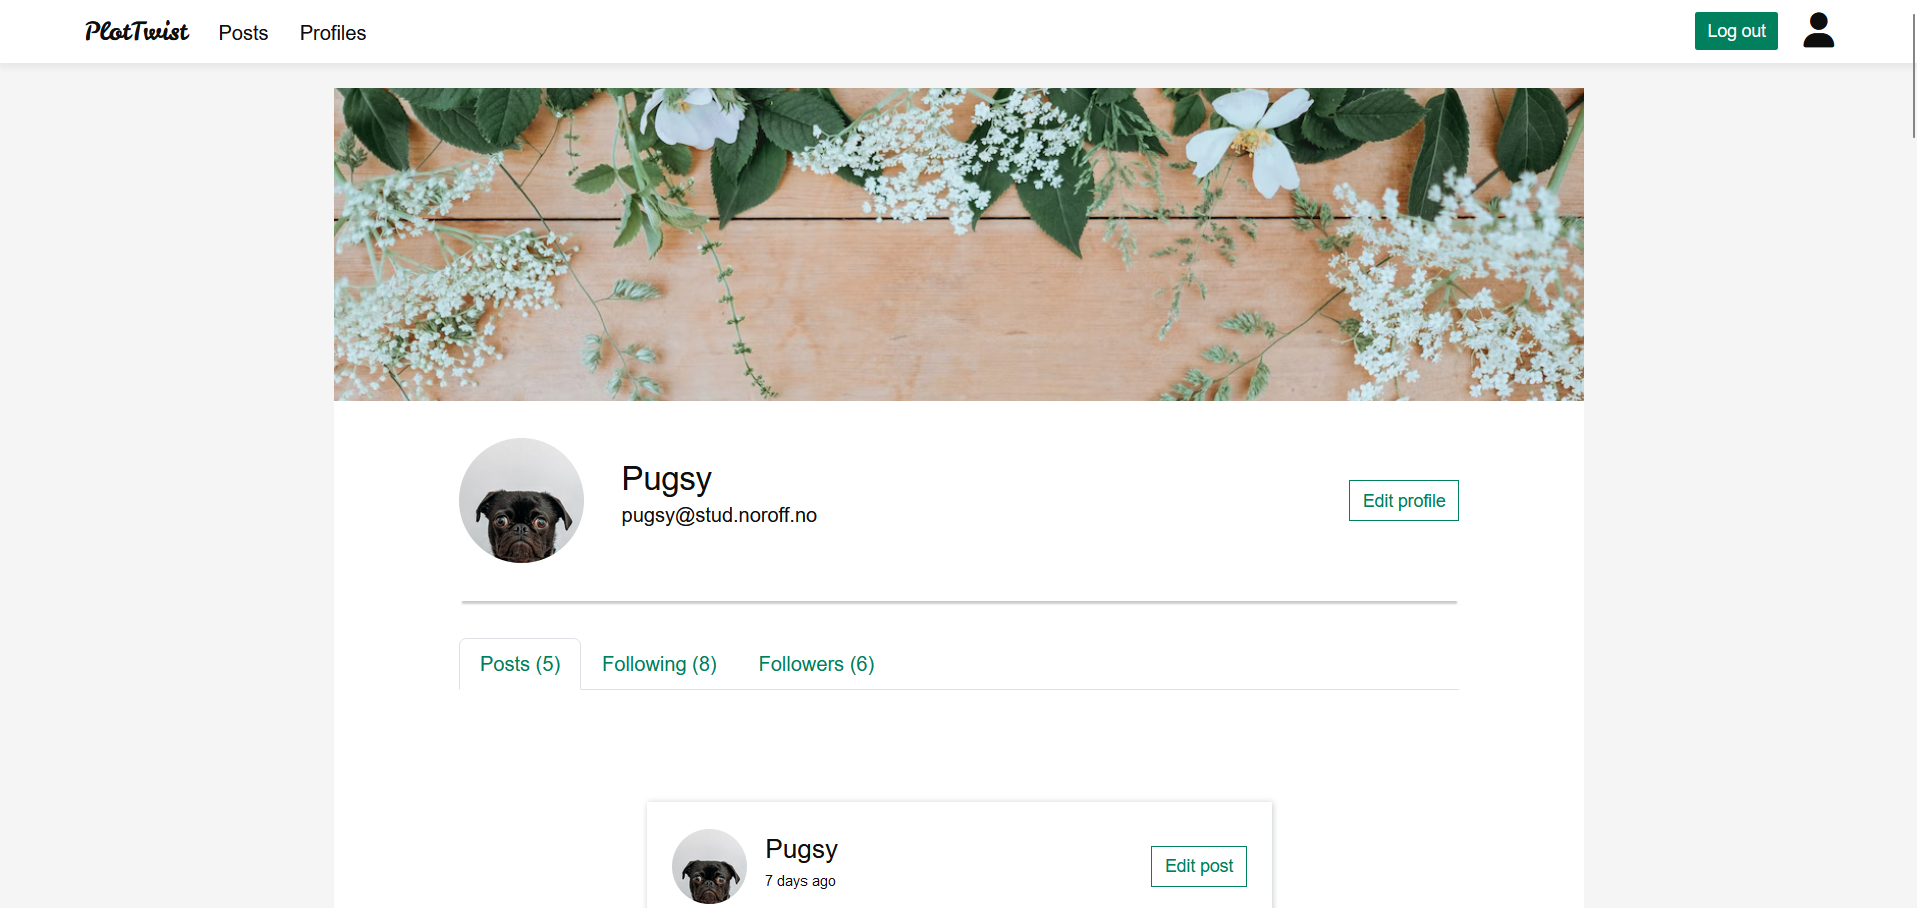 PlotTwist Posts Profiles Log out
Pugsy
pugsy@stud.noroff.no
Edit profile
Posts (5) Following (8) Followers (6)
Pugsy
7 days ago
Edit post